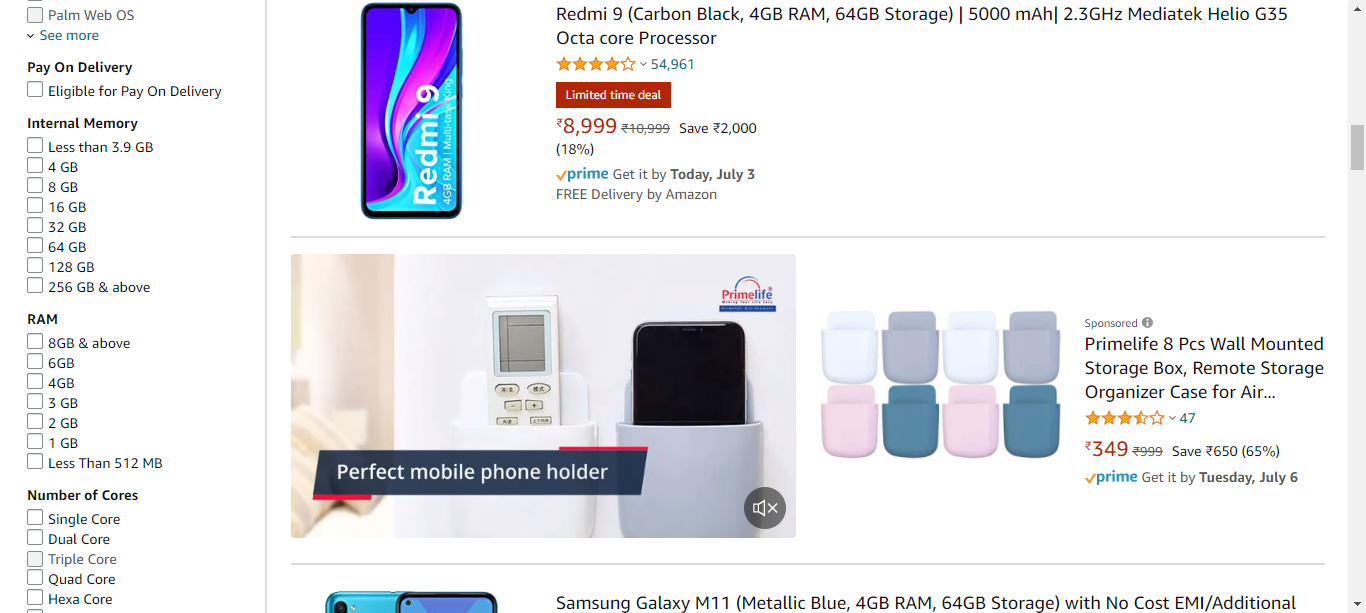 Palm Web OS
See more
Pay On Delivery
Eligible for Pay On Delivery
Internal Memory
Less than 3.9 GB
4 GB
8 GB
16 GB
32 GB
64 GB
128 GB
256 GB & above
RAM
8GB & above
6GB
4GB
3 GB
2 GB
1 GB
Less Than 512 MB
Number of Cores
Single Core
Dual Core
Triple Core
Quad Core
Hexa Core
Redmi 9
4GB RAM | Multi-task King
Redmi 9 (Carbon Black, 4GB RAM, 64GB Storage) | 5000 mAh| 2.3GHz Mediatek Helio G35
Octa core Processor
54,961
Limited time deal
₹8,999 ₹10,999 Save ₹2,000
(18%)
prime Get it by Today, July 3
FREE Delivery by Amazon
Primelife
Perfect mobile phone holder
Sponsored
Primelife 8 Pcs Wall Mounted
Storage Box, Remote Storage
Organizer Case for Air...
47
₹349 ₹999 Save ₹650 (65%)
prime Get it by Tuesday, July 6
Samsung Galaxy M11 (Metallic Blue, 4GB RAM, 64GB Storage) with No Cost EMI/Additional